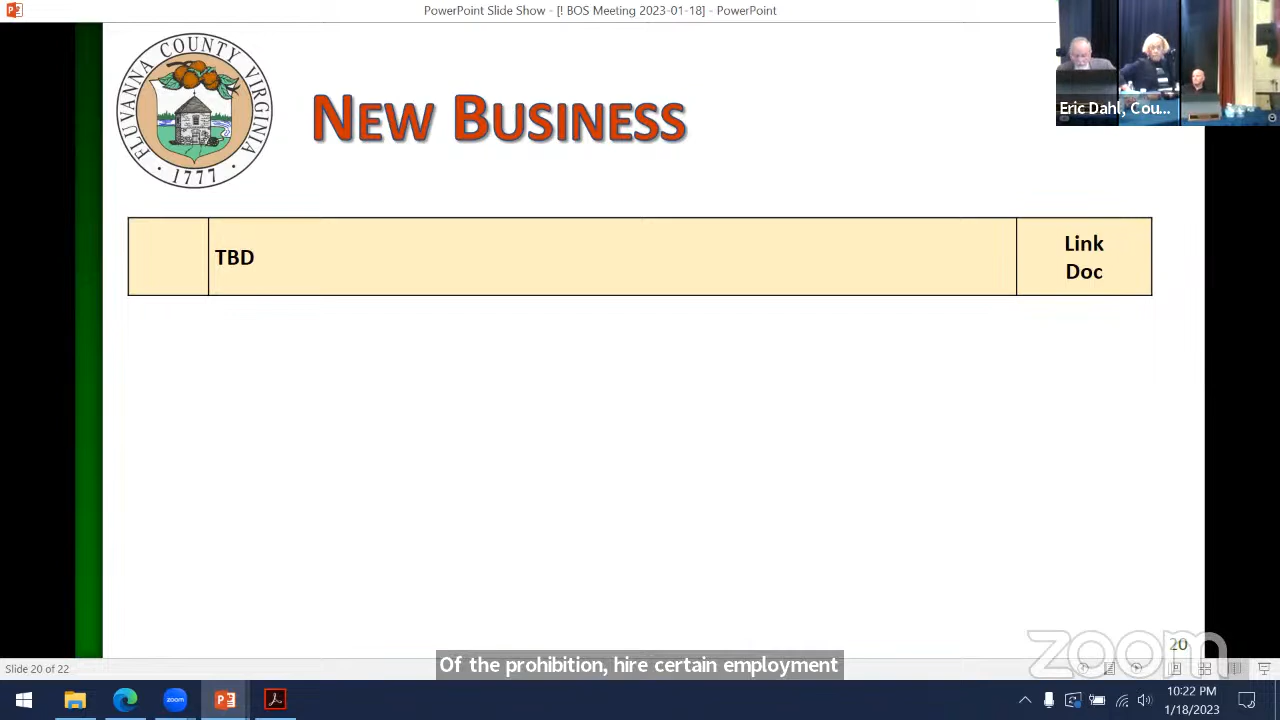 PowerPoint Slide Show - [! BOS Meeting 2023-01-18] - PowerPoint
FLUVANNA COUNTY VIRGINIA
· 1777 ·
NEW BUSINESS
Eric Dahl, Cou...
TBD
Link
Doc
20
zoom
Of the prohibition, hire certain employment
Slide 20 of 22
zoom
10:22 PM
1/18/2023